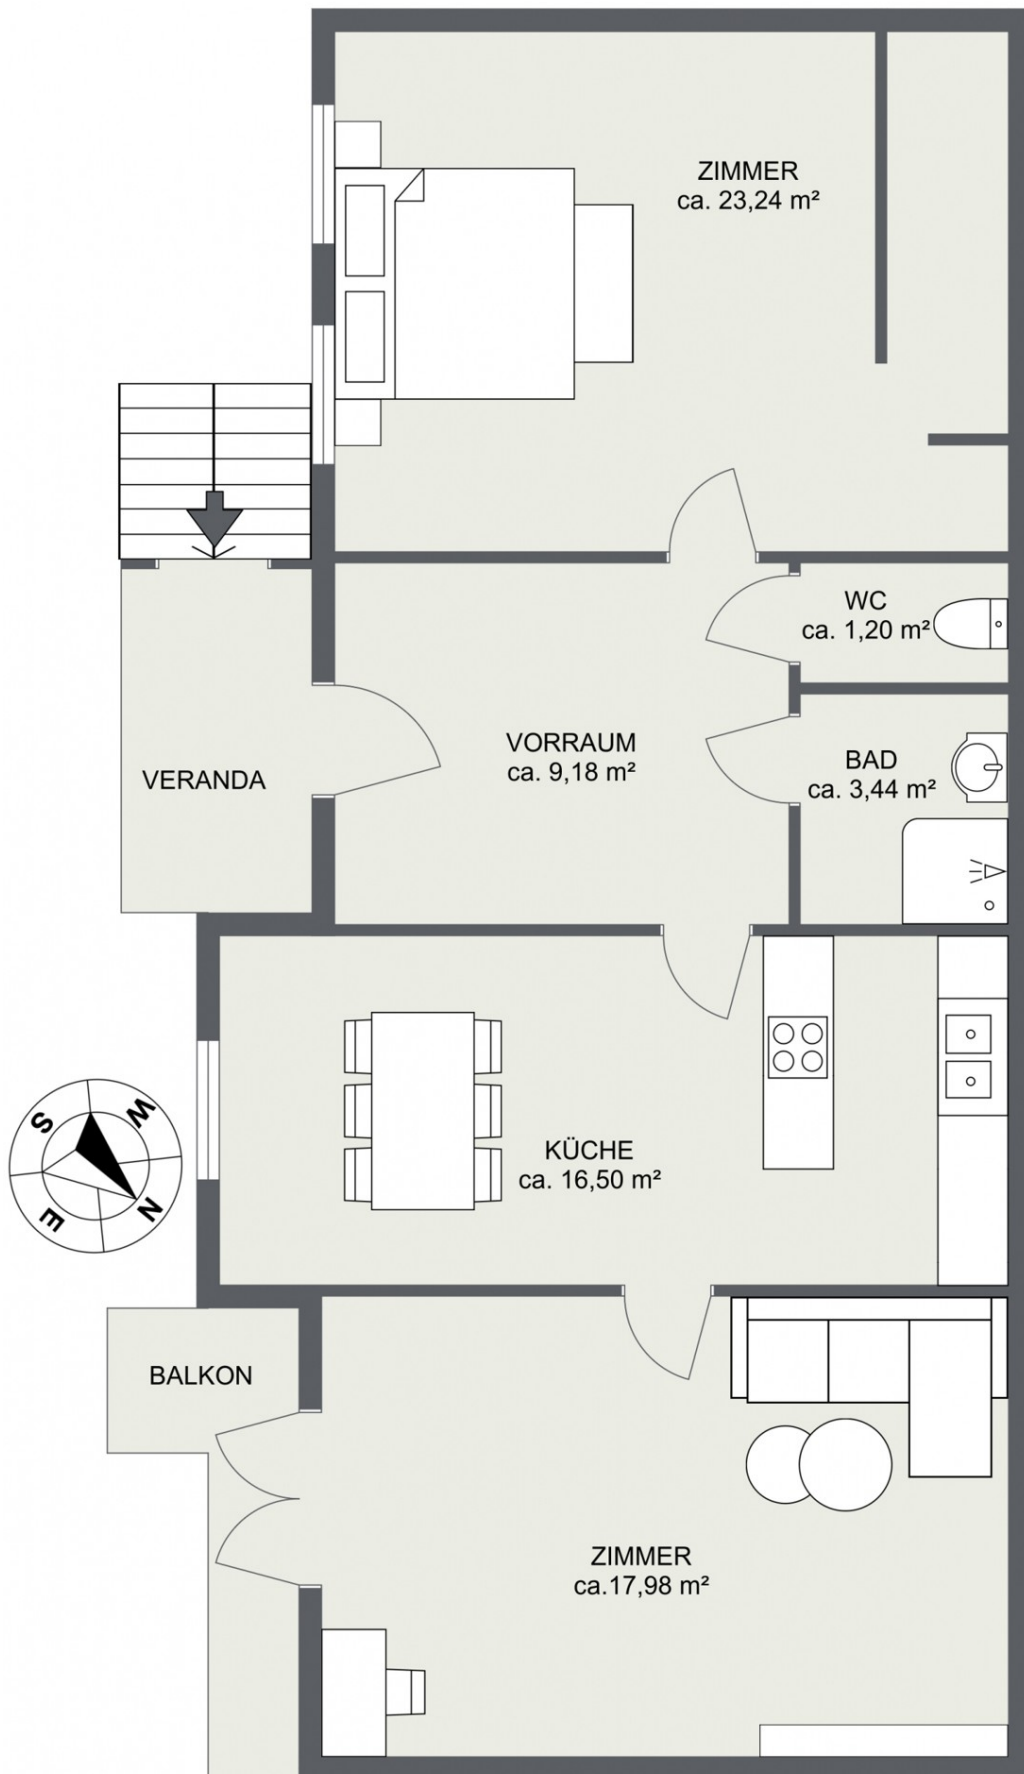 ZIMMER
ca. 23,24 m²
WC
ca. 1,20 m²
VORRAUM
ca. 9,18 m²
BAD
ca. 3,44 m²
VERANDA
S
W
E
N
KÜCHE
ca. 16,50 m²
BALKON
ZIMMER
ca.17,98 m²